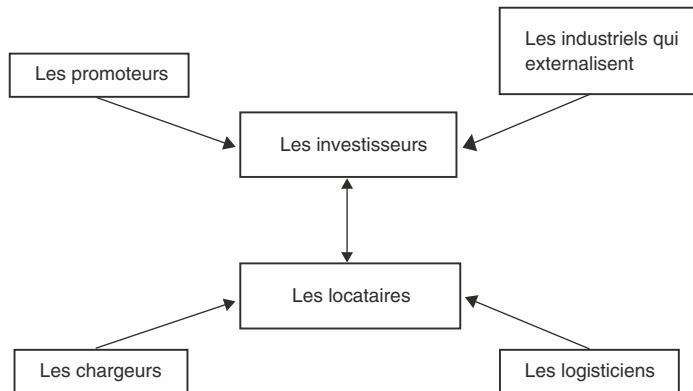 Les promoteurs
Les industriels qui
externalisent
Les investisseurs
Les locataires
Les chargeurs
Les logisticiens